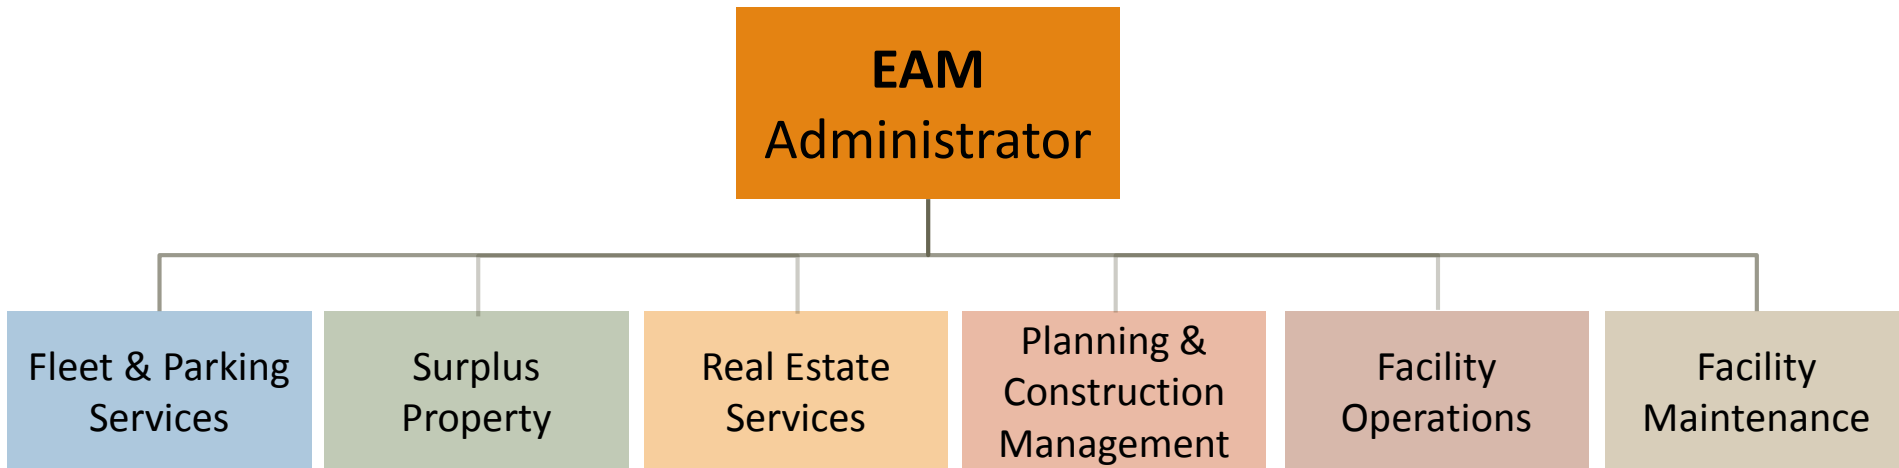 EAM
Administrator
Fleet & Parking
Services
Surplus
Property
Real Estate
Services
Planning &
Construction
Management
Facility
Operations
Facility
Maintenance